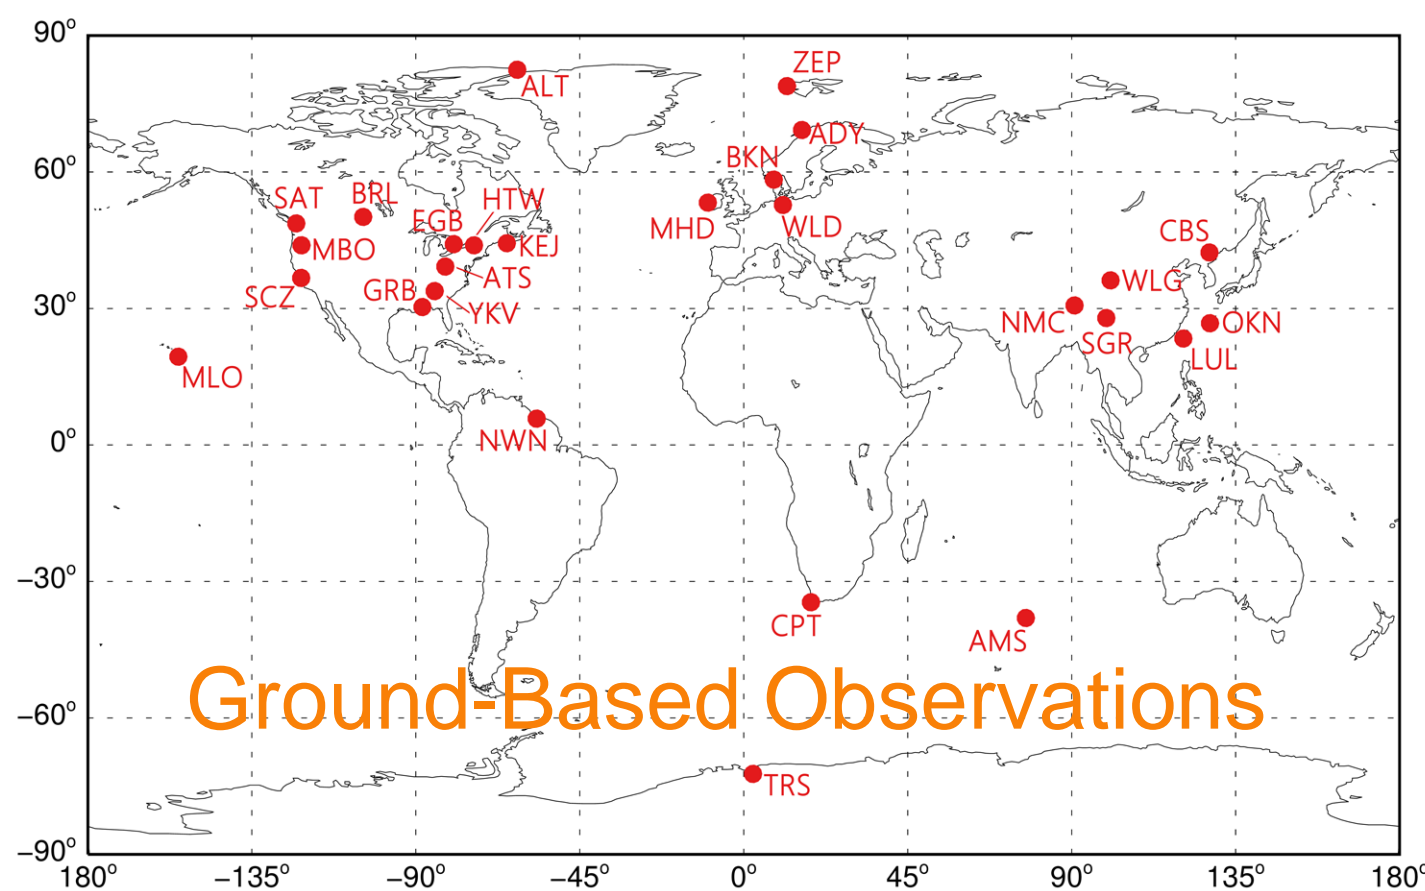 90°
ZEP
ALT
ADY
BKN
60°
SAT
BRL
HTW
EGB
MHD
WLD
CBS
MBO
KEJ
ATS
WLG
SCZ
GRB
30°
YKV
NMC
SGR
OKN
LUL
MLO
NWN
0°
−30°
CPT
AMS
Ground-Based Observations
−60°
TRS
−90°
180° −135° −90° −45° 0° 45° 90° 135° 180°